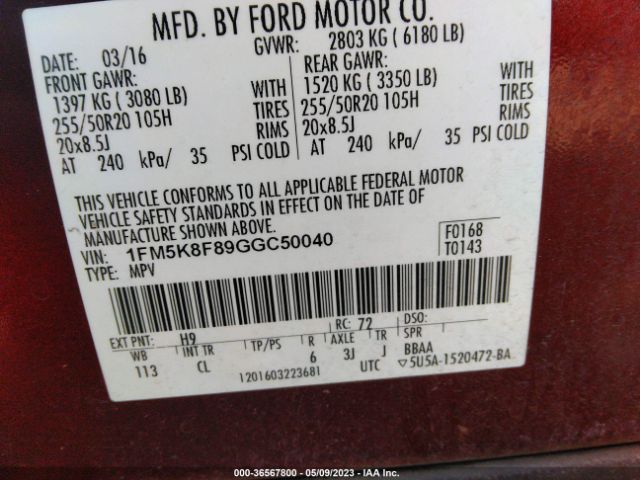 MFD. BY FORD MOTOR CO.
DATE: 03/16 GVWR: 2803 KG ( 6180 LB)
FRONT GAWR: REAR GAWR:
1397 KG ( 3080 LB) WITH 1520 KG ( 3350 LB) WITH
255/50R20 105H TIRES 255/50R20 105H TIRES
20x8.5J RIMS 20x8.5J RIMS
AT 240 kPa/ 35 PSI COLD AT 240 kPa/ 35 PSI COLD
THIS VEHICLE CONFORMS TO ALL APPLICABLE FEDERAL MOTOR
VEHICLE SAFETY STANDARDS IN EFFECT ON THE DATE OF
MANUFACTURE SHOWN ABOVE.
VIN: 1FM5K8F89GGC50040 F0168
TYPE: MPV T0143
EXT PNT: H9 RC: 72 DSO:
WB INT TR TP/PS R AXLE TR SPR
113 CL 6 3J J BBAA
1201603223681 UTC ▽5U5A-1520472-BA
000-36567800 - 05/09/2023 - IAA Inc.